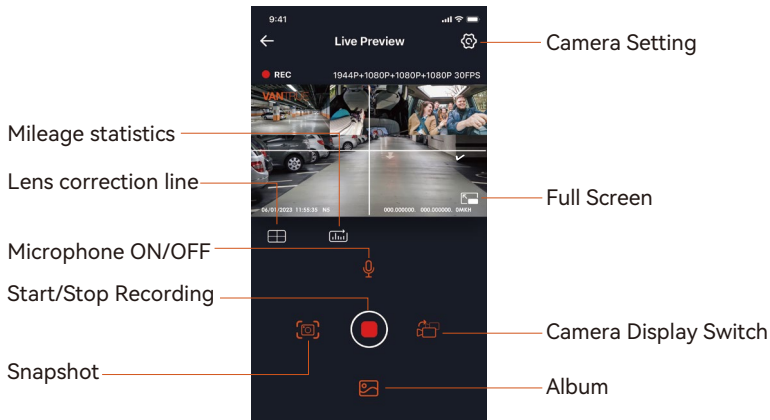 9:41
Live Preview
Camera Setting
REC
1944P+1080P+1080P+1080P 30FPS
VANTRUE
Mileage statistics
Lens correction line
Full Screen
06/01/2023 11:55:35 N5
000.000000. 000.000000. 0MKH
Microphone ON/OFF
Start/Stop Recording
Camera Display Switch
Snapshot
Album